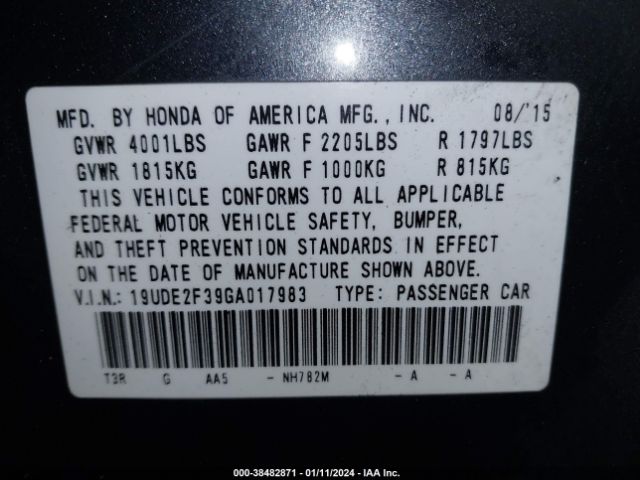 MFD. BY HONDA OF AMERICA MFG., INC. 08/'15
GVWR 4001LBS GAWR F 2205LBS R 1797LBS
GVWR 1815KG GAWR F 1000KG R 815KG
THIS VEHICLE CONFORMS TO ALL APPLICABLE
FEDERAL MOTOR VEHICLE SAFETY, BUMPER,
AND THEFT PREVENTION STANDARDS IN EFFECT
ON THE DATE OF MANUFACTURE SHOWN ABOVE.
V.I.N.: 19UDE2F39GA017983 TYPE: PASSENGER CAR
T3R G AA5 - NH782M - A - A
000-38482871 - 01/11/2024 - IAA Inc.